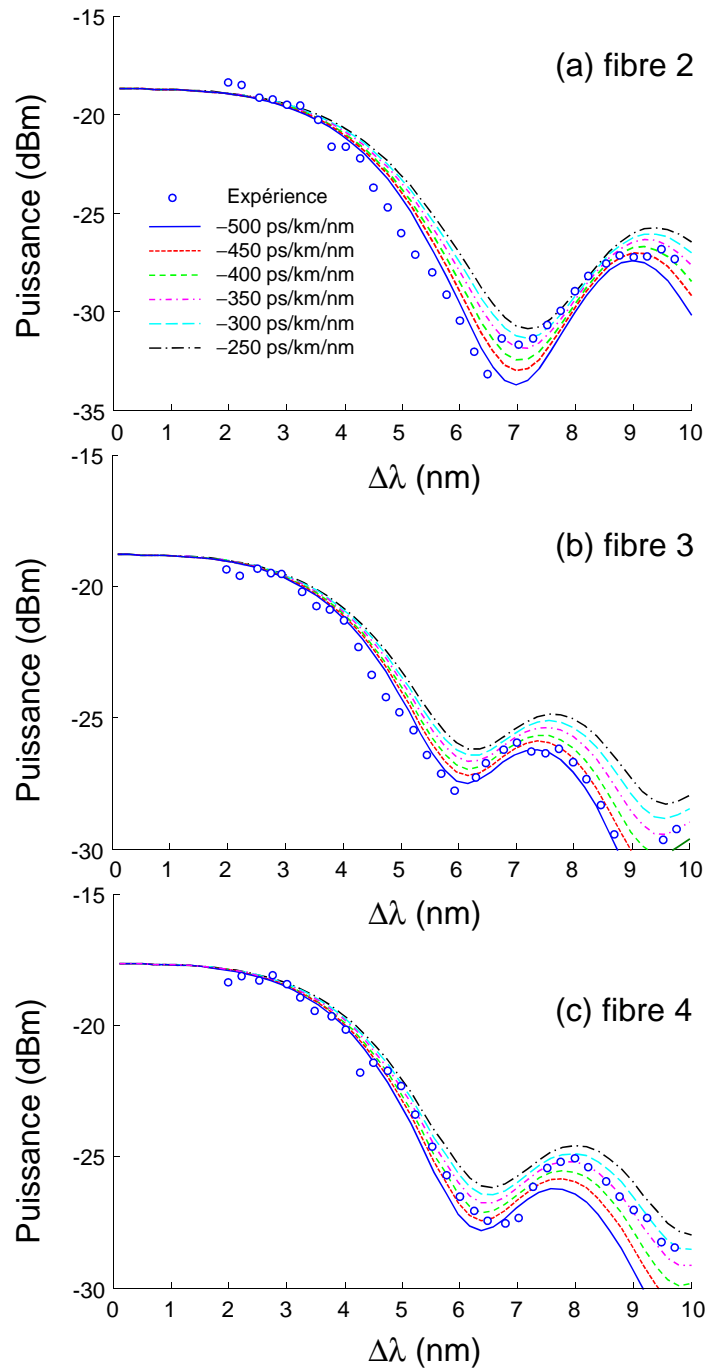 -15
(a) fibre 2
-20
Puissance (dBm)
Expérience
−500 ps/km/nm
−450 ps/km/nm
−400 ps/km/nm
−350 ps/km/nm
−300 ps/km/nm
−250 ps/km/nm
-25
-30
-35
0 1 2 3 4 5 6 7 8 9 10
Δλ (nm)
-15
(b) fibre 3
-20
Puissance (dBm)
-25
-30
0 1 2 3 4 5 6 7 8 9 10
Δλ (nm)
-15
(c) fibre 4
-20
Puissance (dBm)
-25
-30
0 1 2 3 4 5 6 7 8 9 10
Δλ (nm)